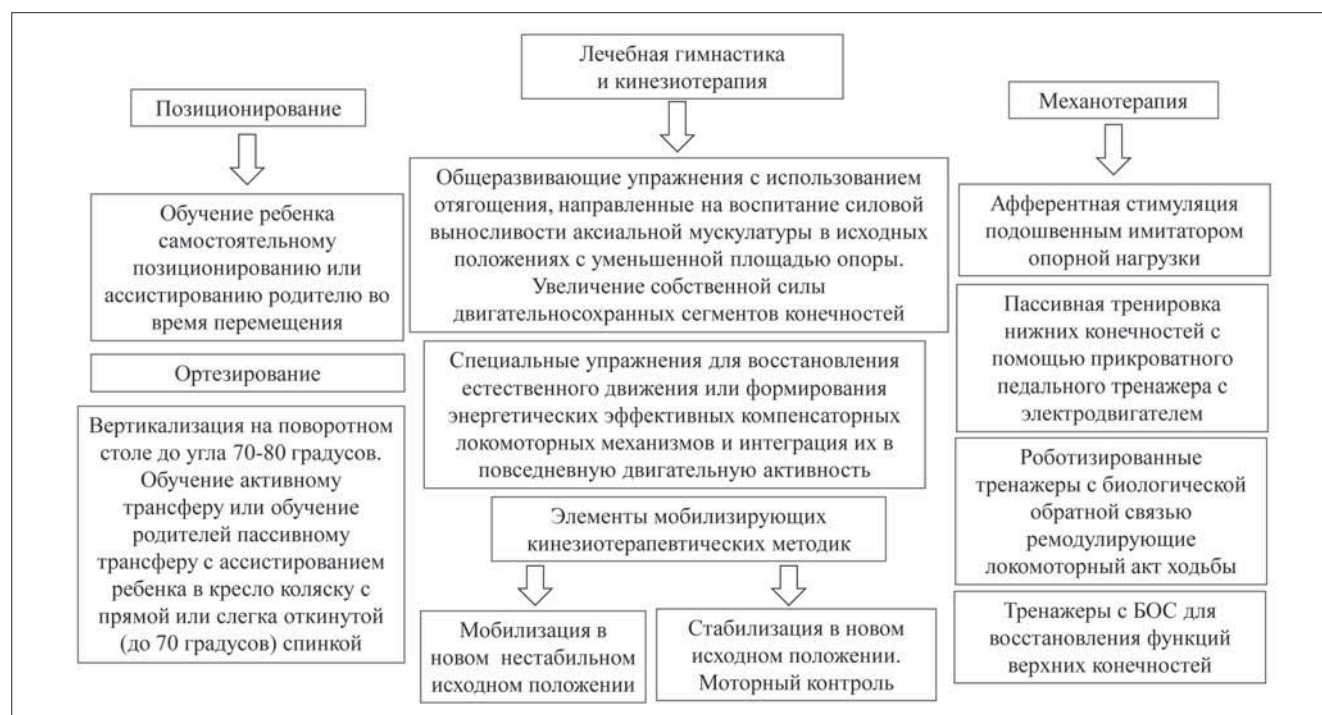 Позиционирование
Обучение ребенка
самостоятельному
позиционированию или
ассистированию родителю во
время перемещения
Ортезирование
Вертикализация на поворотном
столе до угла 70-80 градусов.
Обучение активному
трансферу или обучение
родителей пассивному
трансферу с ассистированием
ребенка в кресло коляску с
прямой или слегка откинутой
(до 70 градусов) спинкой
Лечебная гимнастика
и кинезиотерапия
Общеразвивающие упражнения с использованием
отягощения, направленные на воспитание силовой
выносливости аксиальной мускулатуры в исходных
положениях с уменьшенной площадью опоры.
Увеличение собственной силы
двигательносохранных сегментов конечностей
Специальные упражнения для восстановления
естественного движения или формирования
энергетических эффективных компенсаторных
локомоторных механизмов и интеграция их в
повседневную двигательную активность
Элементы мобилизирующих
кинезиотерапевтических методик
Мобилизация в
новом нестабильном
исходном положении
Стабилизация в новом
исходном положении.
Моторный контроль
Механотерапия
Афферентная стимуляция
подошвенным имитатором
опорной нагрузки
Пассивная тренировка
нижних конечностей с
помощью прикроватного
педального тренажера с
электродвигателем
Роботизированные
тренажеры с биологической
обратной связью
ремодулирующие
локомоторный акт ходьбы
Тренажеры с БОС для
восстановления функций
верхних конечностей